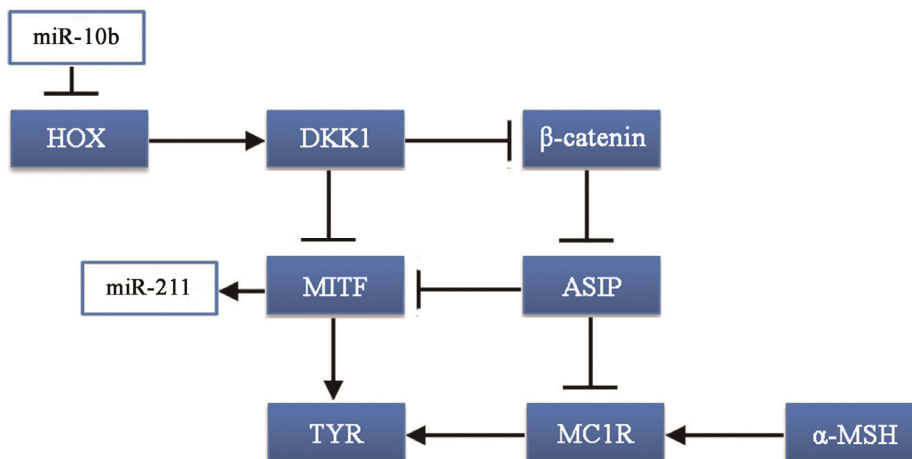 miR-10b
HOX
DKK1
β-catenin
miR-211
MITF
ASIP
TYR
MC1R
α-MSH